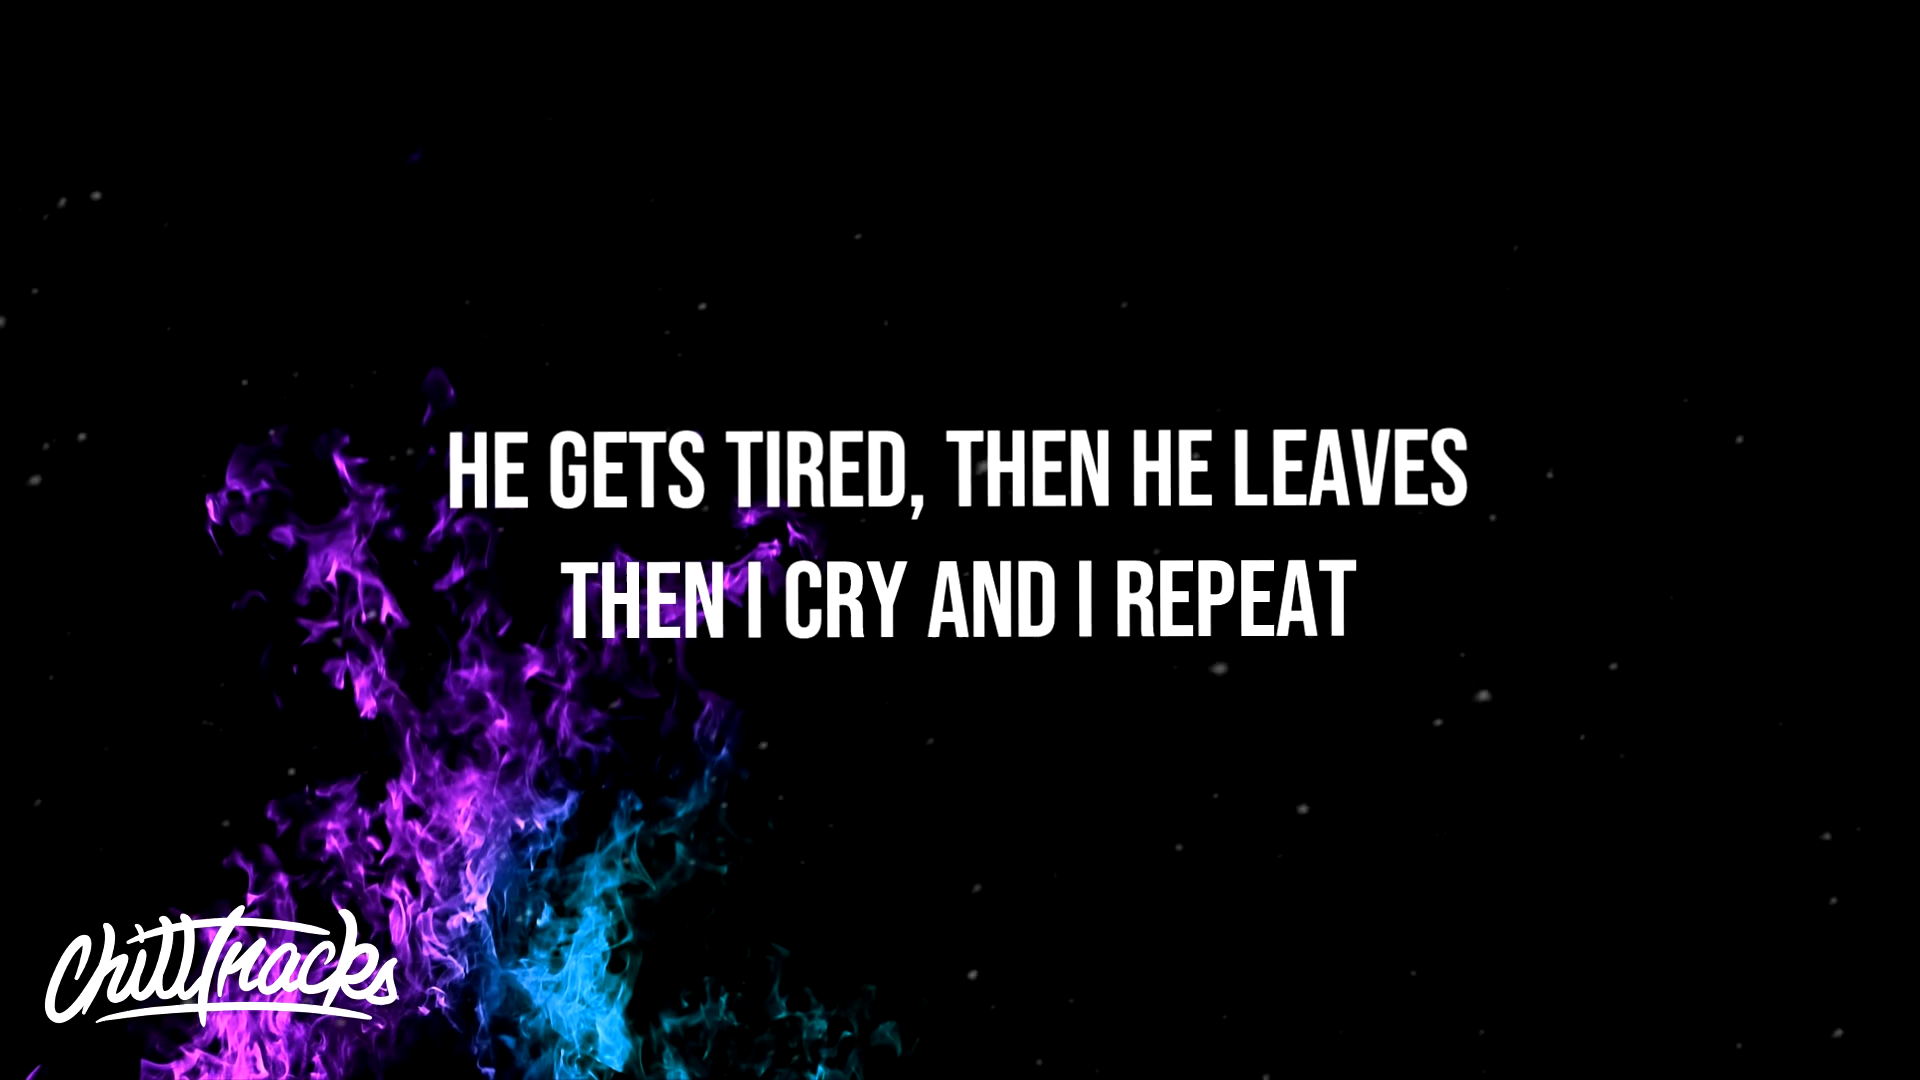 HE GETS TIRED, THEN HE LEAVES
THEN I CRY AND I REPEAT
ChillTracks